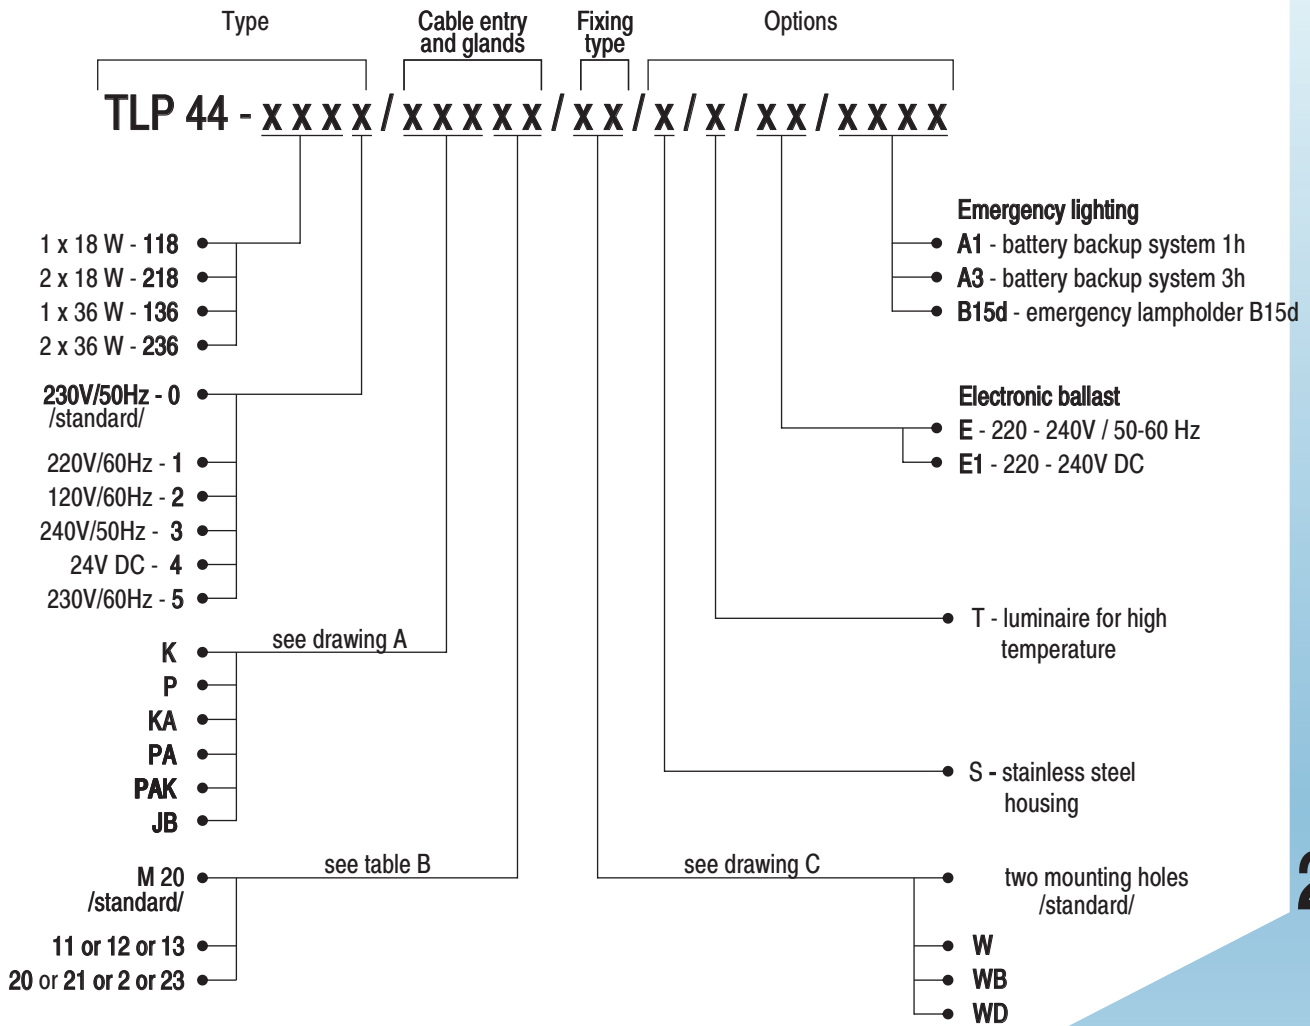 Type
Cable entry
and glands
Fixing
type
Options
TLP 44 - x x x x / x x x x x / x x / x / x / x x / x x x x
1 x 18 W - 118
2 x 18 W - 218
1 x 36 W - 136
2 x 36 W - 236
230V/50Hz - 0
/standard/
220V/60Hz - 1
120V/60Hz - 2
240V/50Hz - 3
24V DC - 4
230V/60Hz - 5
see drawing A
K
P
KA
PA
PAK
JB
see table B
M 20
/standard/
11 or 12 or 13
20 or 21 or 2 or 23
Emergency lighting
A1 - battery backup system 1h
A3 - battery backup system 3h
B15d - emergency lampholder B15d
Electronic ballast
E - 220 - 240V / 50-60 Hz
E1 - 220 - 240V DC
T - luminaire for high
temperature
S - stainless steel
housing
see drawing C
two mounting holes
/standard/
W
WB
WD